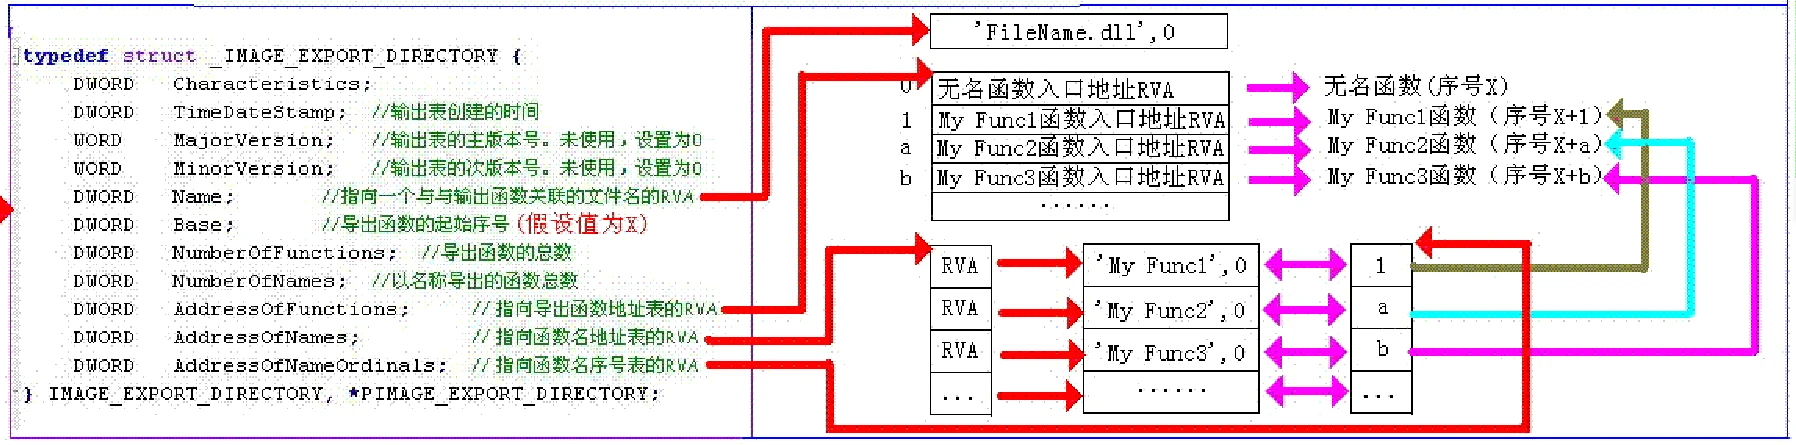 typedef struct _IMAGE_EXPORT_DIRECTORY {
DWORD Characteristics;
DWORD TimeDateStamp; //输出表创建的时间
WORD MajorVersion; //输出表的主版本号。未使用，设置为0
WORD MinorVersion; //输出表的次版本号。未使用，设置为0
DWORD Name; //指向一个与与输出函数关联的文件名的RVA
DWORD Base; //导出函数的起始序号(假设值为X)
DWORD NumberOfFunctions; //导出函数的总数
DWORD NumberOfNames; //以名称导出的函数总数
DWORD AddressOfFunctions; //指向导出函数地址表的RVA
DWORD AddressOfNames; //指向函数名地址表的RVA
DWORD AddressOfNameOrdinals; //指向函数名序号表的RVA
} IMAGE_EXPORT_DIRECTORY, *PIMAGE_EXPORT_DIRECTORY;
'FileName.dll',0
0 无名函数入口地址RVA 无名函数(序号X)
1 My Func1函数入口地址RVA My Func1函数（序号X+1)
a My Func2函数入口地址RVA My Func2函数（序号X+a)
b My Func3函数入口地址RVA My Func3函数（序号X+b)
......
RVA 'My Func1',0 1
RVA 'My Func2',0 a
RVA 'My Func3',0 b
... ...... ...